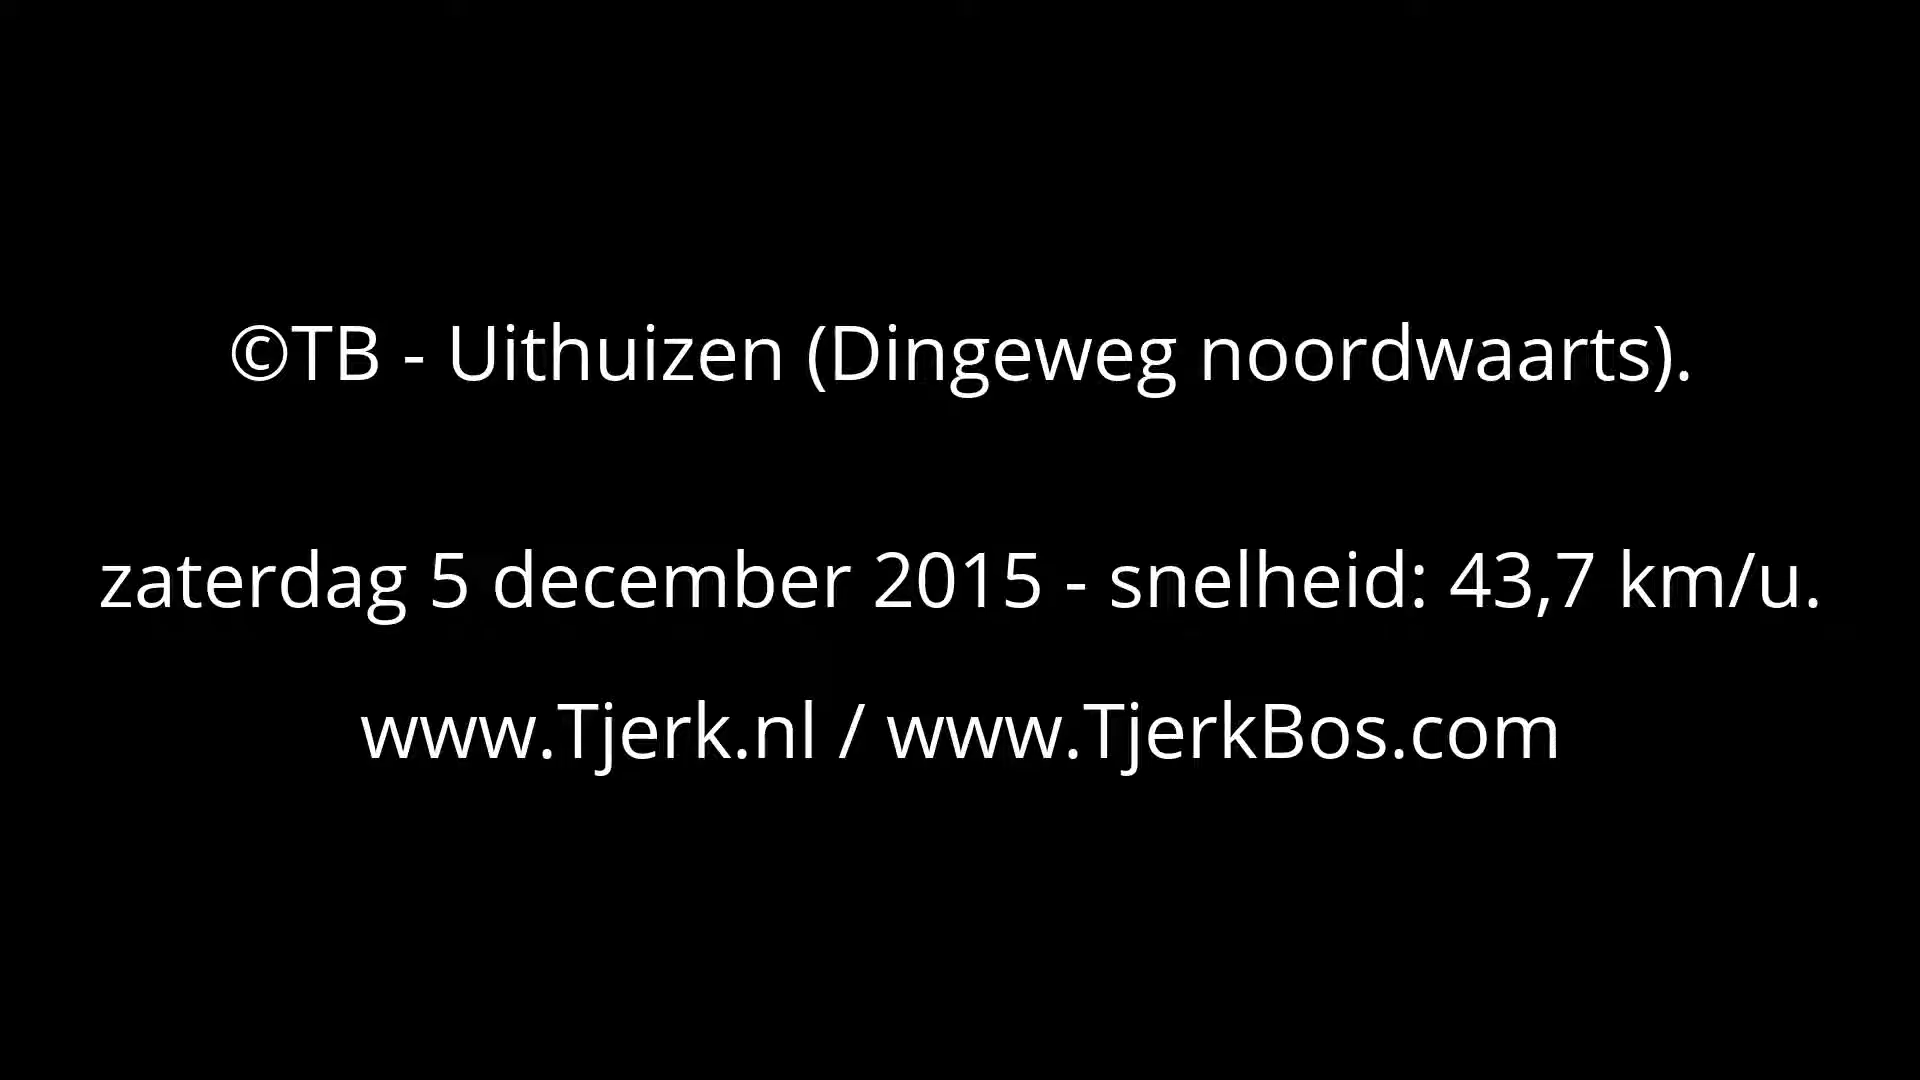 ©TB - Uithuizen (Dingeweg noordwaarts).
zaterdag 5 december 2015 - snelheid: 43,7 km/u.
www.Tjerk.nl / www.TjerkBos.com